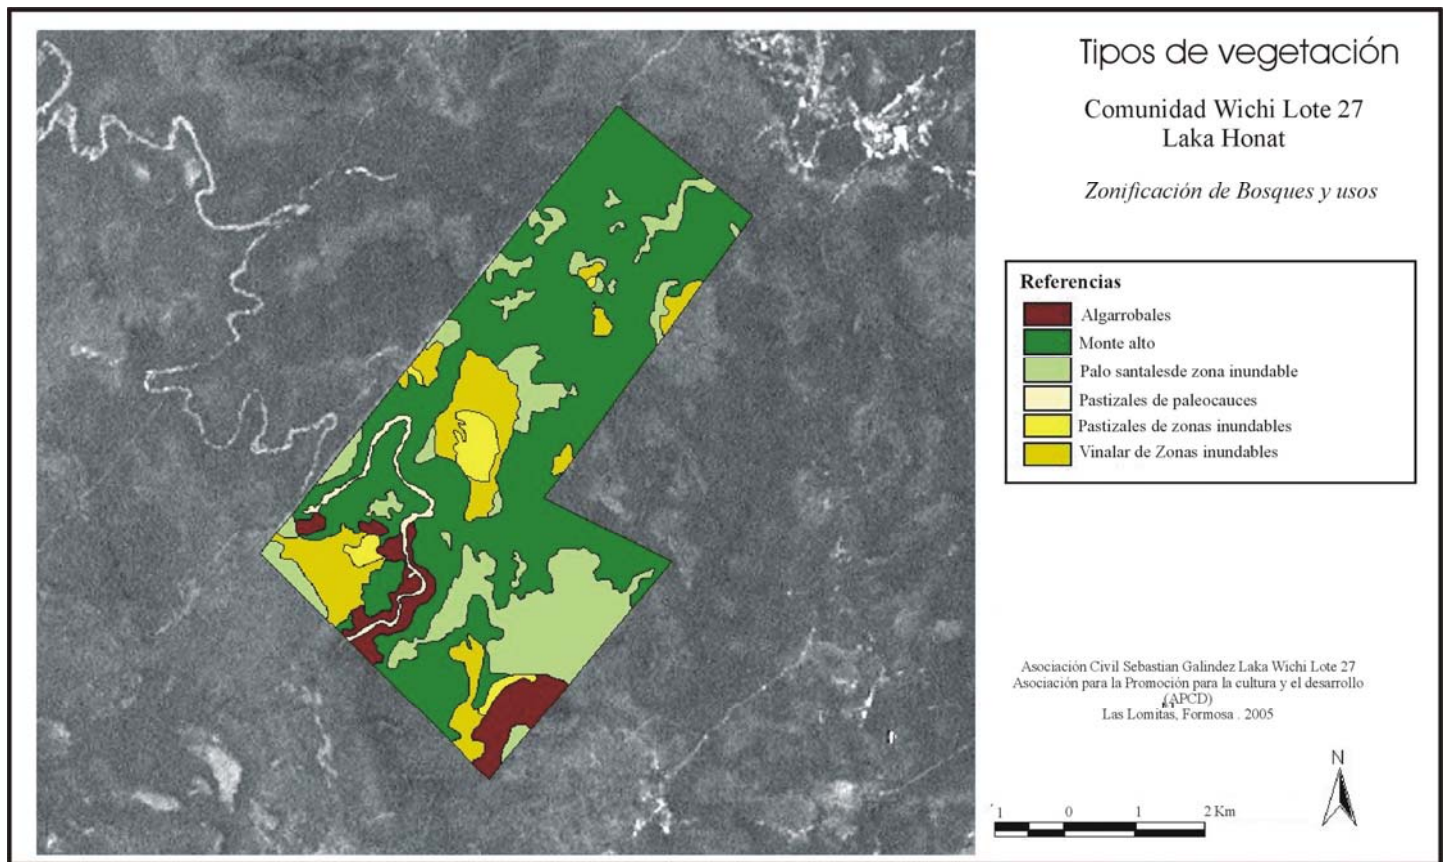 Tipos de vegetación
Comunidad Wichi Lote 27
Laka Honat
Zonificación de Bosques y usos
Referencias
Algarrobales
Monte alto
Palo santalesde zona inundable
Pastizales de paleocauces
Pastizales de zonas inundables
Vinalar de Zonas inundables
Asociación Civil Sebastian Galindez Laka Wichi Lote 27
Asociación para la Promoción para la cultura y el desarrollo
(APCD)
Las Lomitas, Formosa . 2005
N
1 0 1 2 Km